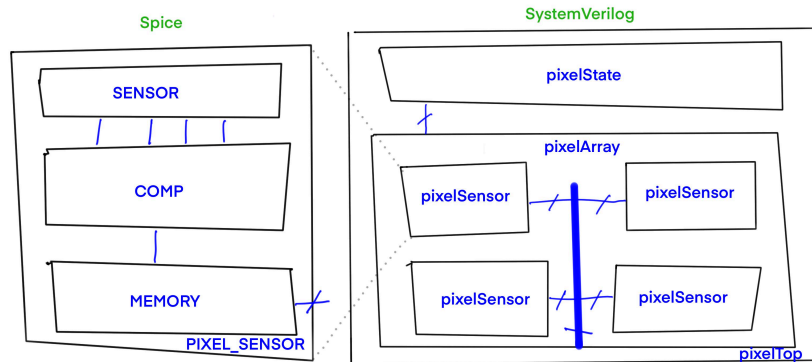 Spice
SENSOR
COMP
MEMORY
PIXEL_SENSOR
SystemVerilog
pixelState
pixelArray
pixelSensor
pixelSensor
pixelSensor
pixelSensor
pixelTop